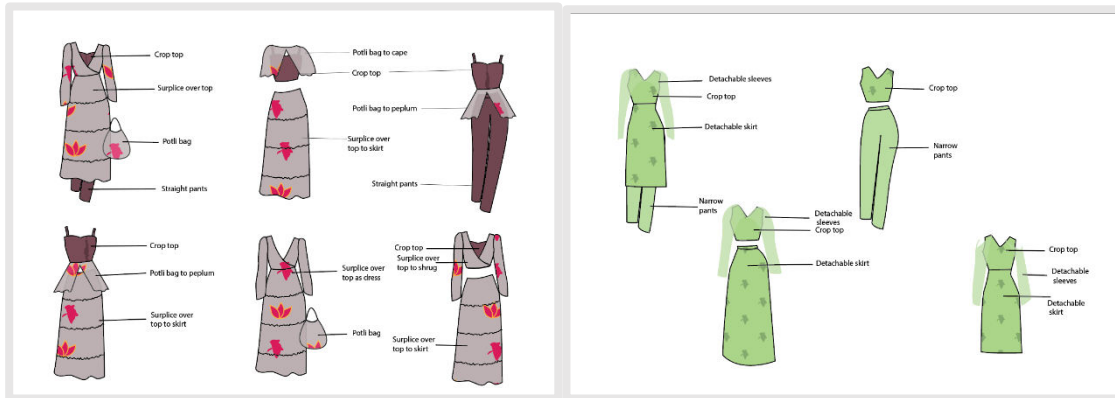 Crop top
Surplice over top
Potli bag
Straight pants
Potli bag to cape
Crop top
Potli bag to peplum
Surplice over
top to skirt
Straight pants
Crop top
Potli bag to peplum
Surplice over
top to skirt
Surplice over
top as dress
Potli bag
Crop top
Surplice over
top to shrug
Surplice over
top to skirt
Detachable sleeves
Crop top
Detachable skirt
Narrow
pants
Crop top
Narrow
pants
Detachable
sleeves
Crop top
Detachable skirt
Crop top
Detachable
sleeves
Detachable
skirt